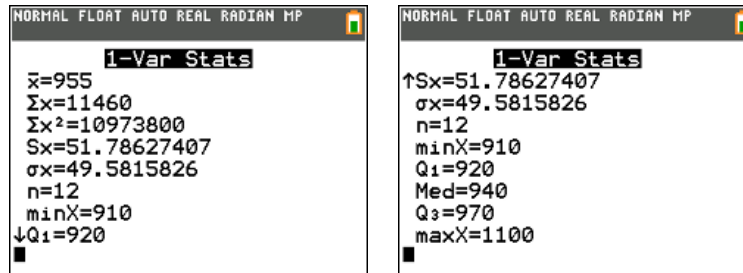 NORMAL FLOAT AUTO REAL RADIAN MP
1-Var Stats
x̄=955
Σx=11460
Σx²=10973800
Sx=51.78627407
σx=49.5815826
n=12
minX=910
↓Q₁=920
NORMAL FLOAT AUTO REAL RADIAN MP
1-Var Stats
↑Sx=51.78627407
σx=49.5815826
n=12
minX=910
Q₁=920
Med=940
Q₃=970
maxX=1100